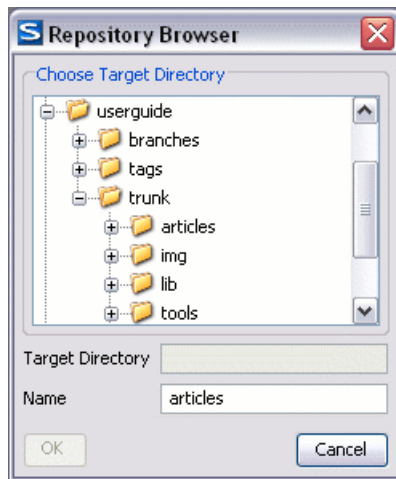 S Repository Browser
Choose Target Directory
userguide
branches
tags
trunk
articles
img
lib
tools
Target Directory
Name articles
OK Cancel